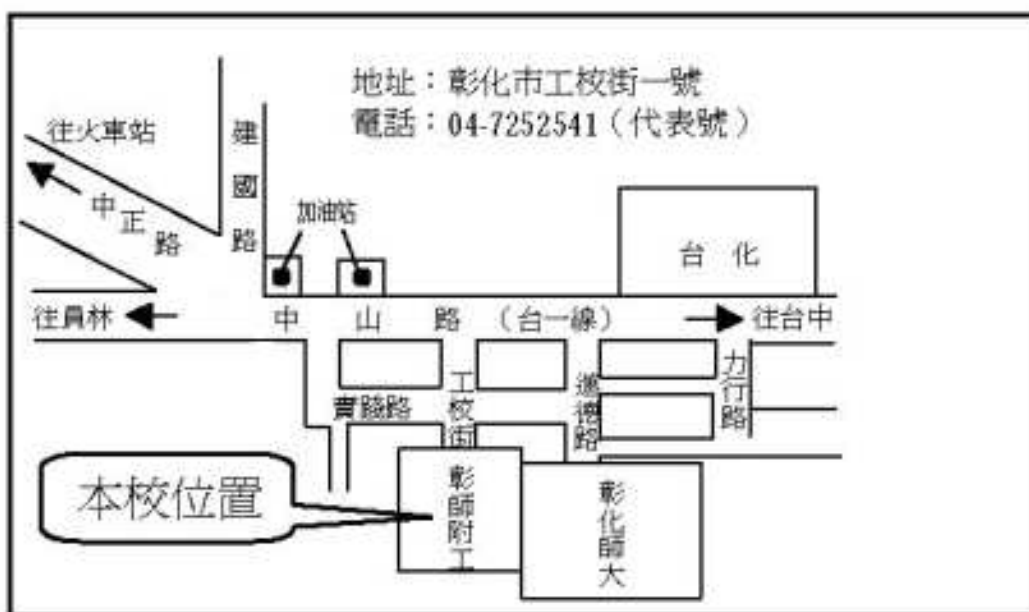 地址：彰化市工校街一號
電話：04-7252541（代表號）
往火車站
中正路
建國路
加油站
台化
往員林
中山路（台一線）
往台中
實踐路
工校街
進德路
力行路
本校位置
彰師附工
彰化師大